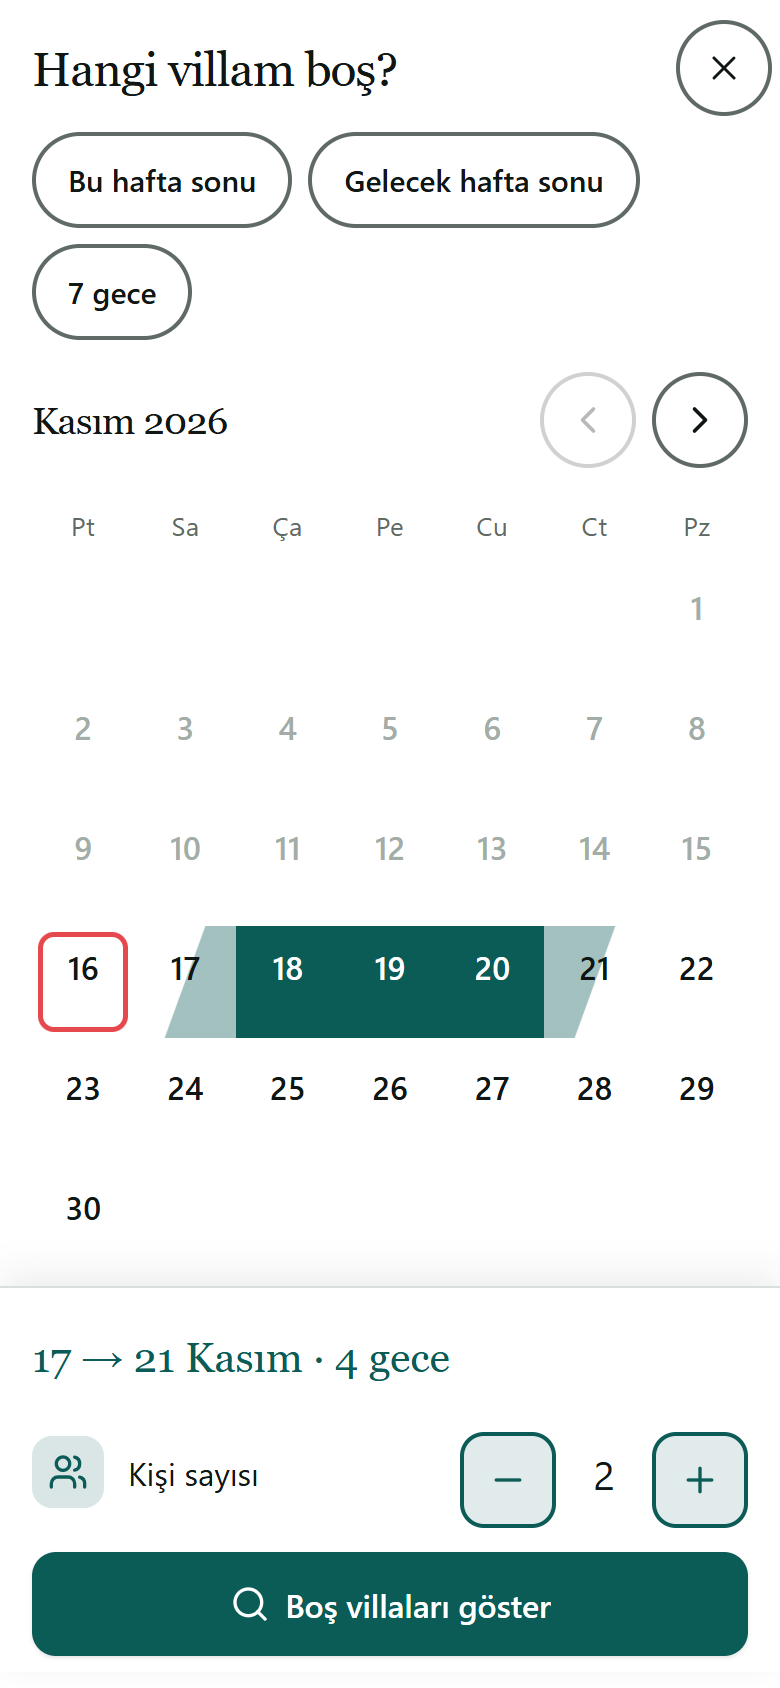 Hangi villam boş?
Bu hafta sonu
Gelecek hafta sonu
7 gece
Kasım 2026
Pt Sa Ça Pe Cu Ct Pz
1
2 3 4 5 6 7 8
9 10 11 12 13 14 15
16 17 18 19 20 21 22
23 24 25 26 27 28 29
30
17 → 21 Kasım · 4 gece
Kişi sayısı
− 2 +
Boş villaları göster